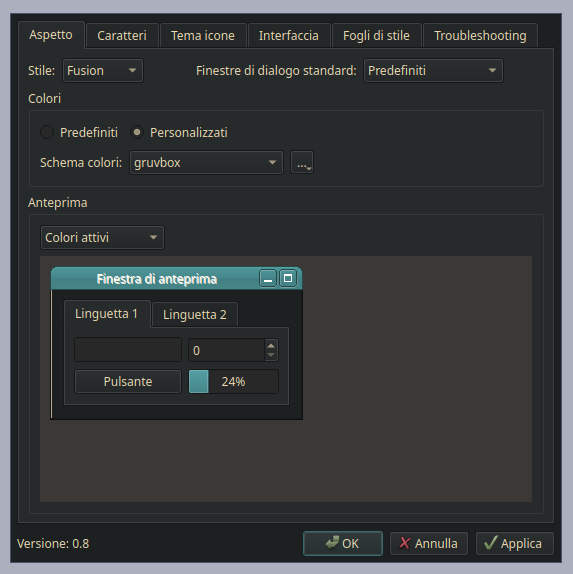 Aspetto Caratteri Tema icone Interfaccia Fogli di stile Troubleshooting
Stile: Fusion Finestre di dialogo standard: Predefiniti
Colori
Predefiniti Personalizzati
Schema colori: gruvbox ...
Anteprima
Colori attivi
Finestra di anteprima
Linguetta 1 Linguetta 2
0
Pulsante 24%
Versione: 0.8 OK Annulla Applica